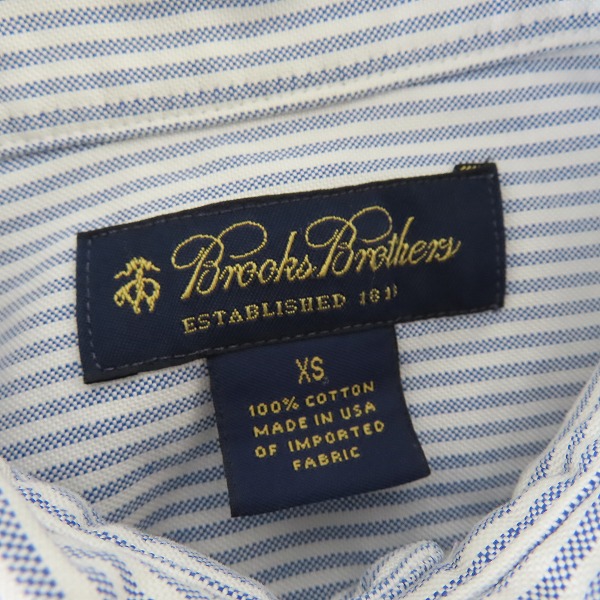 Brooks Brothers
ESTABLISHED 1818
XS
100% COTTON
MADE IN USA
OF IMPORTED
FABRIC